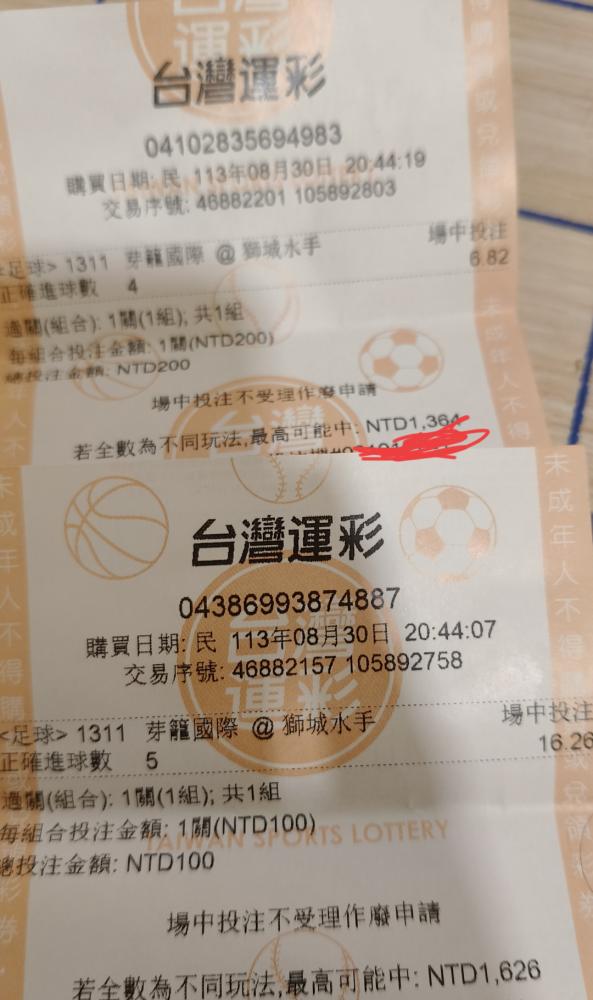 台灣運彩
04102835694983
購買日期: 民 113年08月30日 20:44:19
交易序號: 46882201 105892803
場中投注
<足球> 1311 芽籠國際 @ 獅城水手 6.82
正確進球數 4
過關(組合): 1關(1組); 共1組
每組合投注金額: 1關(NTD200)
總投注金額: NTD200
場中投注不受理作廢申請
若全數為不同玩法,最高可能中: NTD1,364
台灣運彩
04386993874887
購買日期: 民 113年08月30日 20:44:07
交易序號: 46882157 105892758
場中投注
<足球> 1311 芽籠國際 @ 獅城水手 16.26
正確進球數 5
過關(組合): 1關(1組); 共1組
每組合投注金額: 1關(NTD100)
TAIWAN SPORTS LOTTERY
總投注金額: NTD100
場中投注不受理作廢申請
若全數為不同玩法,最高可能中: NTD1,626
未成年人不得購